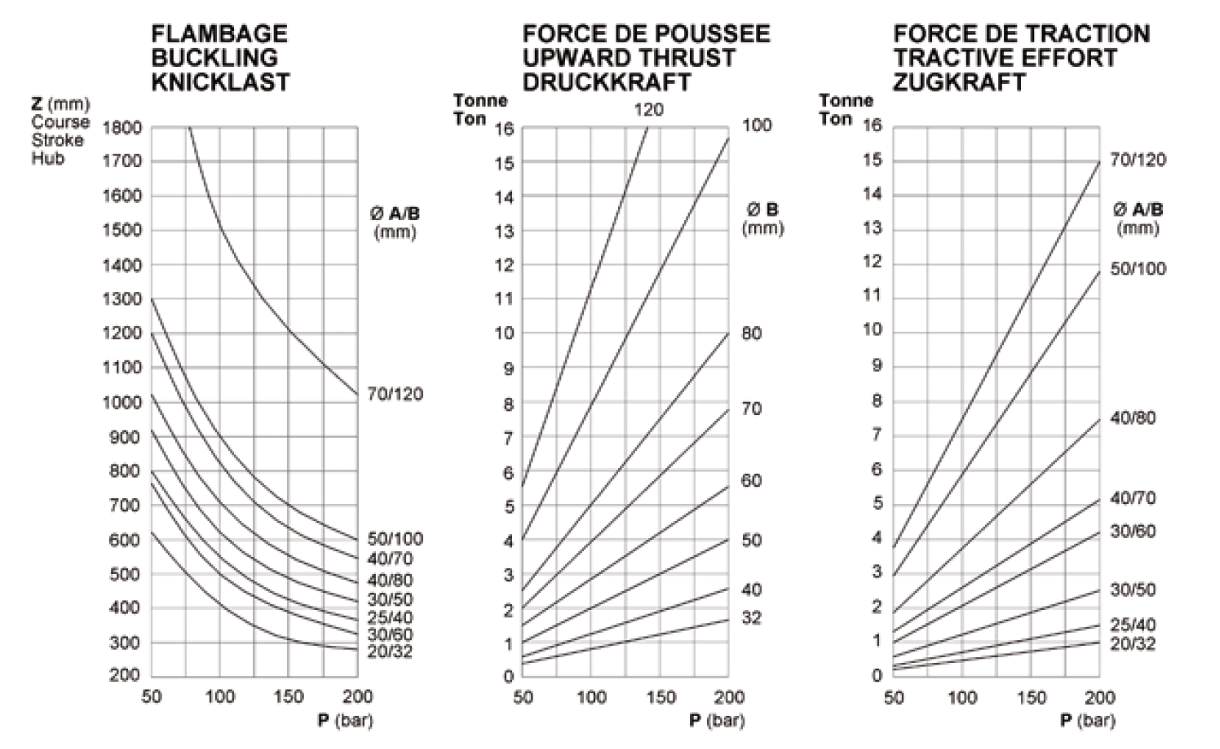 FLAMBAGE
BUCKLING
KNICKLAST
Z (mm)
Course
Stroke
Hub
1800
1700
1600
1500
1400
1300
1200
1100
1000
900
800
700
600
500
400
300
200
50 100 150 200
P (bar)
Ø A/B
(mm)
70/120
50/100
40/70
40/80
30/50
25/40
30/60
20/32
FORCE DE POUSSEE
UPWARD THRUST
DRUCKKRAFT
Tonne
Ton
16
15
14
13
12
11
10
9
8
7
6
5
4
3
2
1
0
50 100 150 200
P (bar)
120
100
Ø B
(mm)
80
70
60
50
40
32
FORCE DE TRACTION
TRACTIVE EFFORT
ZUGKRAFT
Tonne
Ton
16
15
14
13
12
11
10
9
8
7
6
5
4
3
2
1
0
50 100 150 200
P (bar)
70/120
Ø A/B
(mm)
50/100
40/80
40/70
30/60
30/50
25/40
20/32